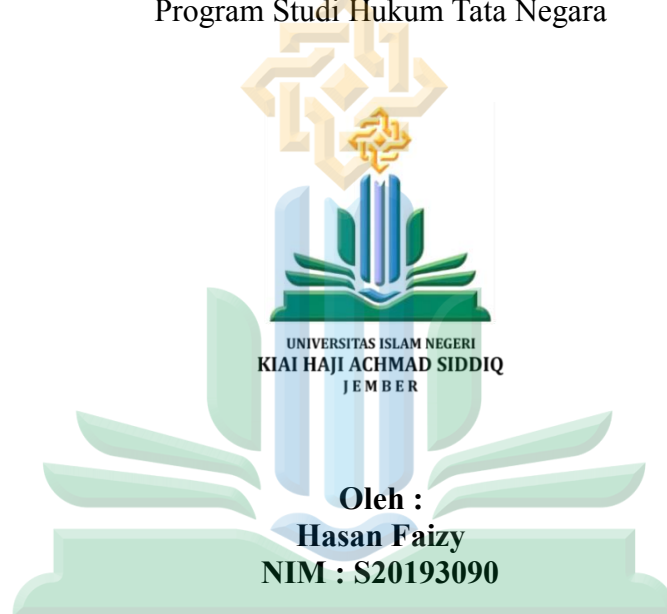 Program Studi Hukum Tata Negara
UNIVERSITAS ISLAM NEGERI
KIAI HAJI ACHMAD SIDDIQ
JEMBER
Oleh :
Hasan Faizy
NIM : S20193090